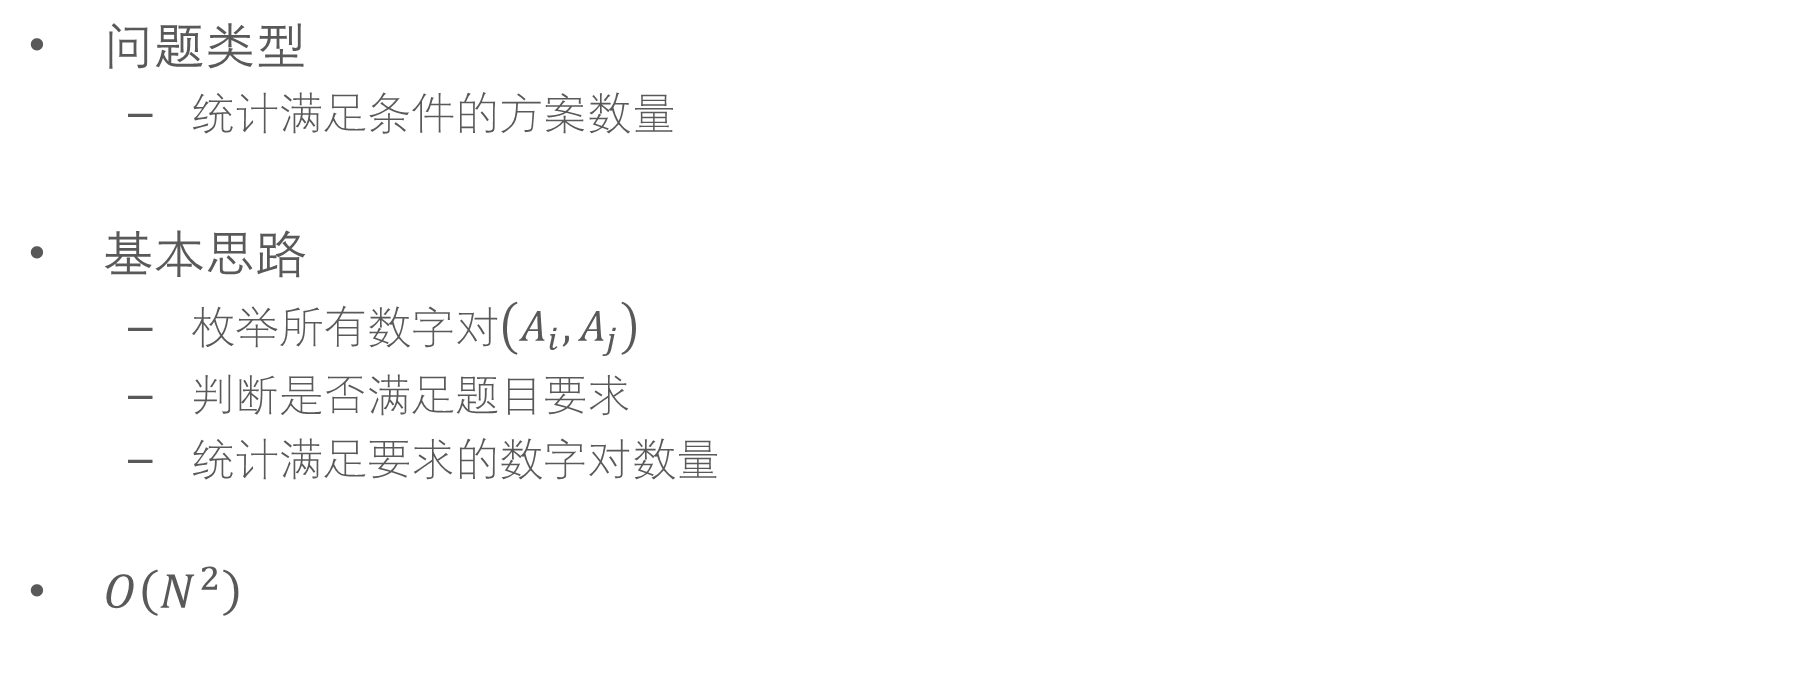 • 问题类型
– 统计满足条件的方案数量
• 基本思路
– 枚举所有数字对$(A_i, A_j)$
– 判断是否满足题目要求
– 统计满足要求的数字对数量
• $O(N^2)$